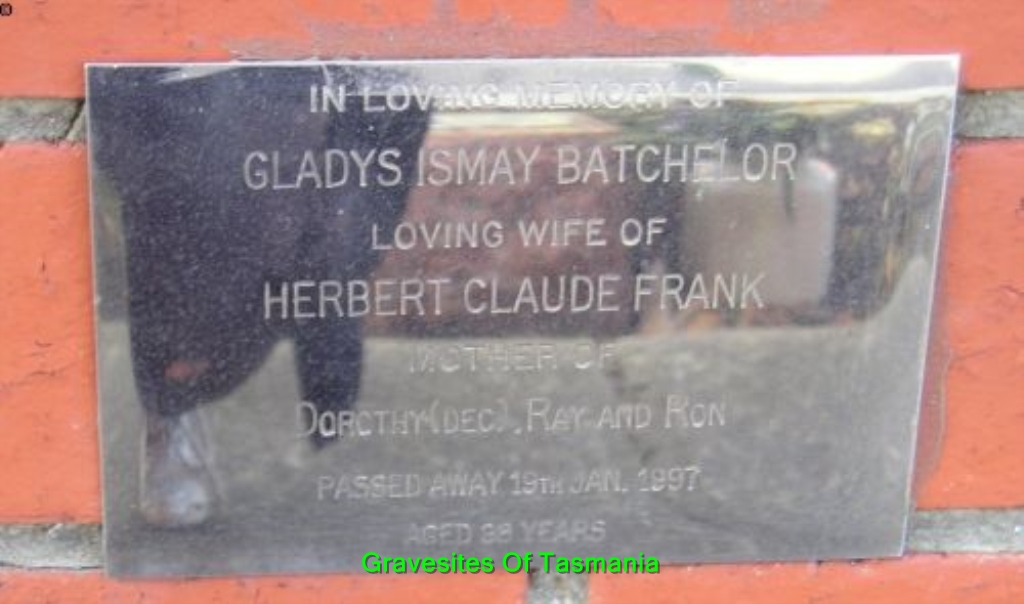 IN LOVING MEMORY OF
GLADYS ISMAY BATCHELOR
LOVING WIFE OF
HERBERT CLAUDE FRANK
MOTHER OF
DOROTHY (DEC), RAY AND RON
PASSED AWAY 19TH JAN. 1997
AGED YEARS
Gravesites Of Tasmania